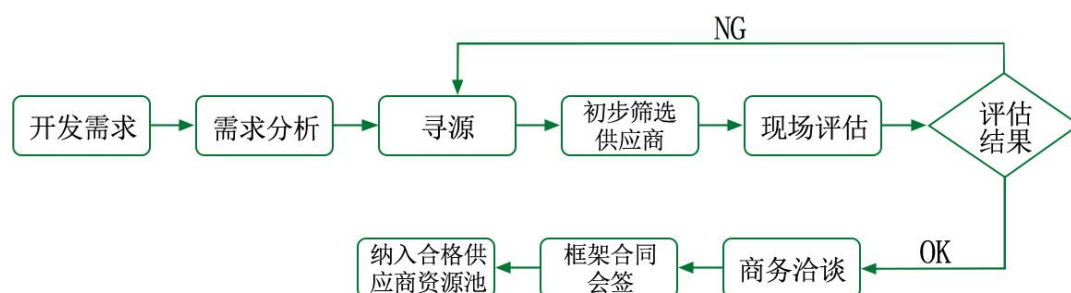 NG
开发需求
需求分析
寻源
初步筛选
供应商
现场评估
评估
结果
OK
商务洽谈
框架合同
会签
纳入合格供
应商资源池